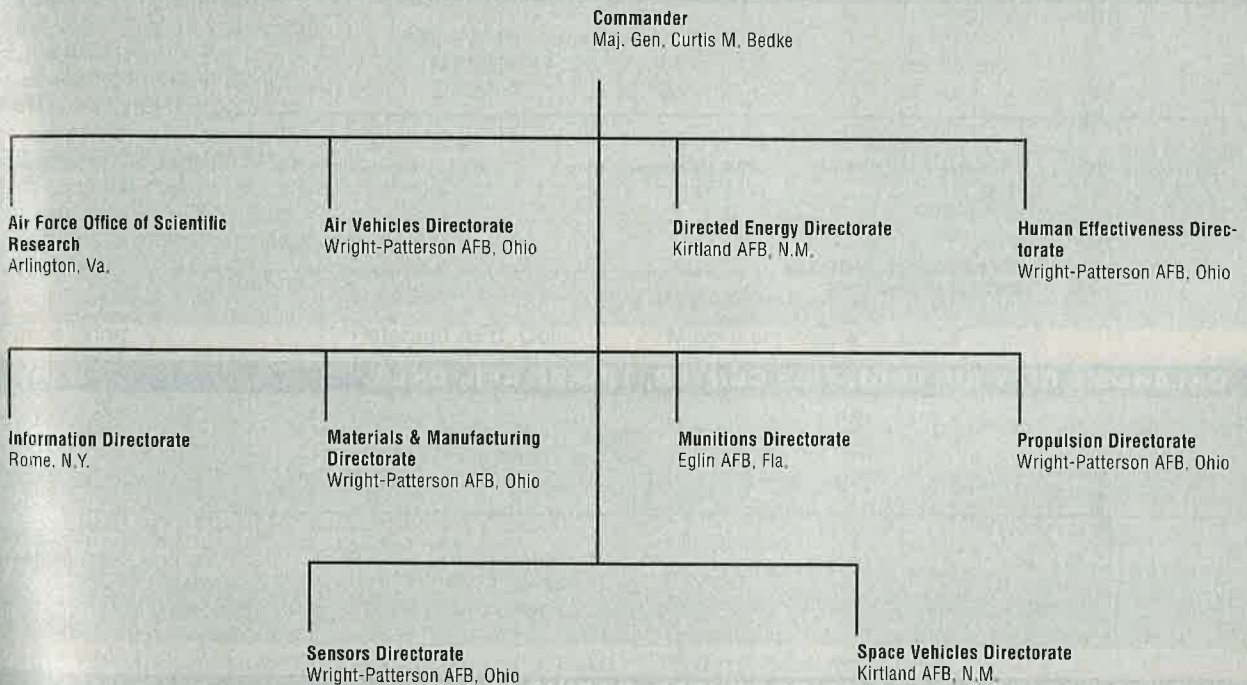 Commander
Maj. Gen. Curtis M. Bedke
Air Force Office of Scientific
Research
Arlington, Va.
Air Vehicles Directorate
Wright-Patterson AFB, Ohio
Directed Energy Directorate
Kirtland AFB, N.M.
Human Effectiveness Direc-
torate
Wright-Patterson AFB, Ohio
Information Directorate
Rome, N.Y.
Materials & Manufacturing
Directorate
Wright-Patterson AFB, Ohio
Munitions Directorate
Eglin AFB, Fla.
Propulsion Directorate
Wright-Patterson AFB, Ohio
Sensors Directorate
Wright-Patterson AFB, Ohio
Space Vehicles Directorate
Kirtland AFB, N.M.